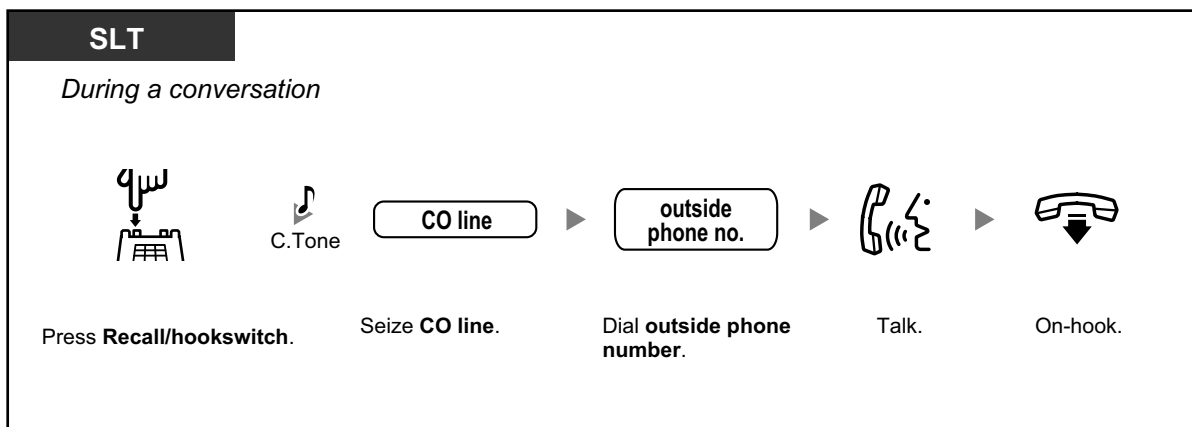 SLT
During a conversation
C.Tone
CO line
outside
phone no.
Press Recall/hookswitch.
Seize CO line.
Dial outside phone
number.
Talk.
On-hook.